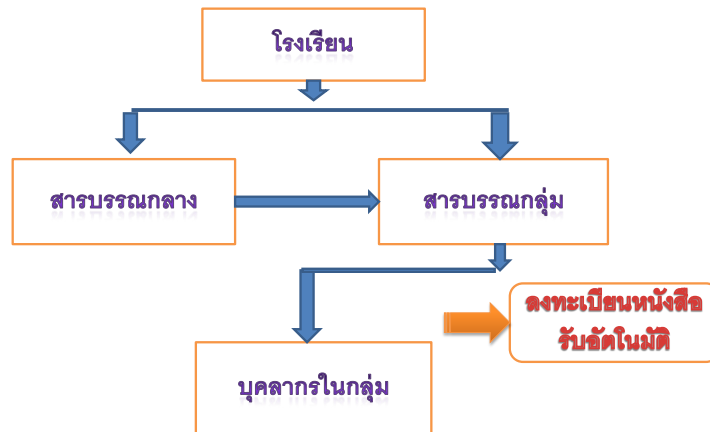 โรงเรียน
สารบรรณกลาง
สารบรรณกลุ่ม
ลงทะเบียนหนังสือ
รับอัตโนมัติ
บุคลากรในกลุ่ม